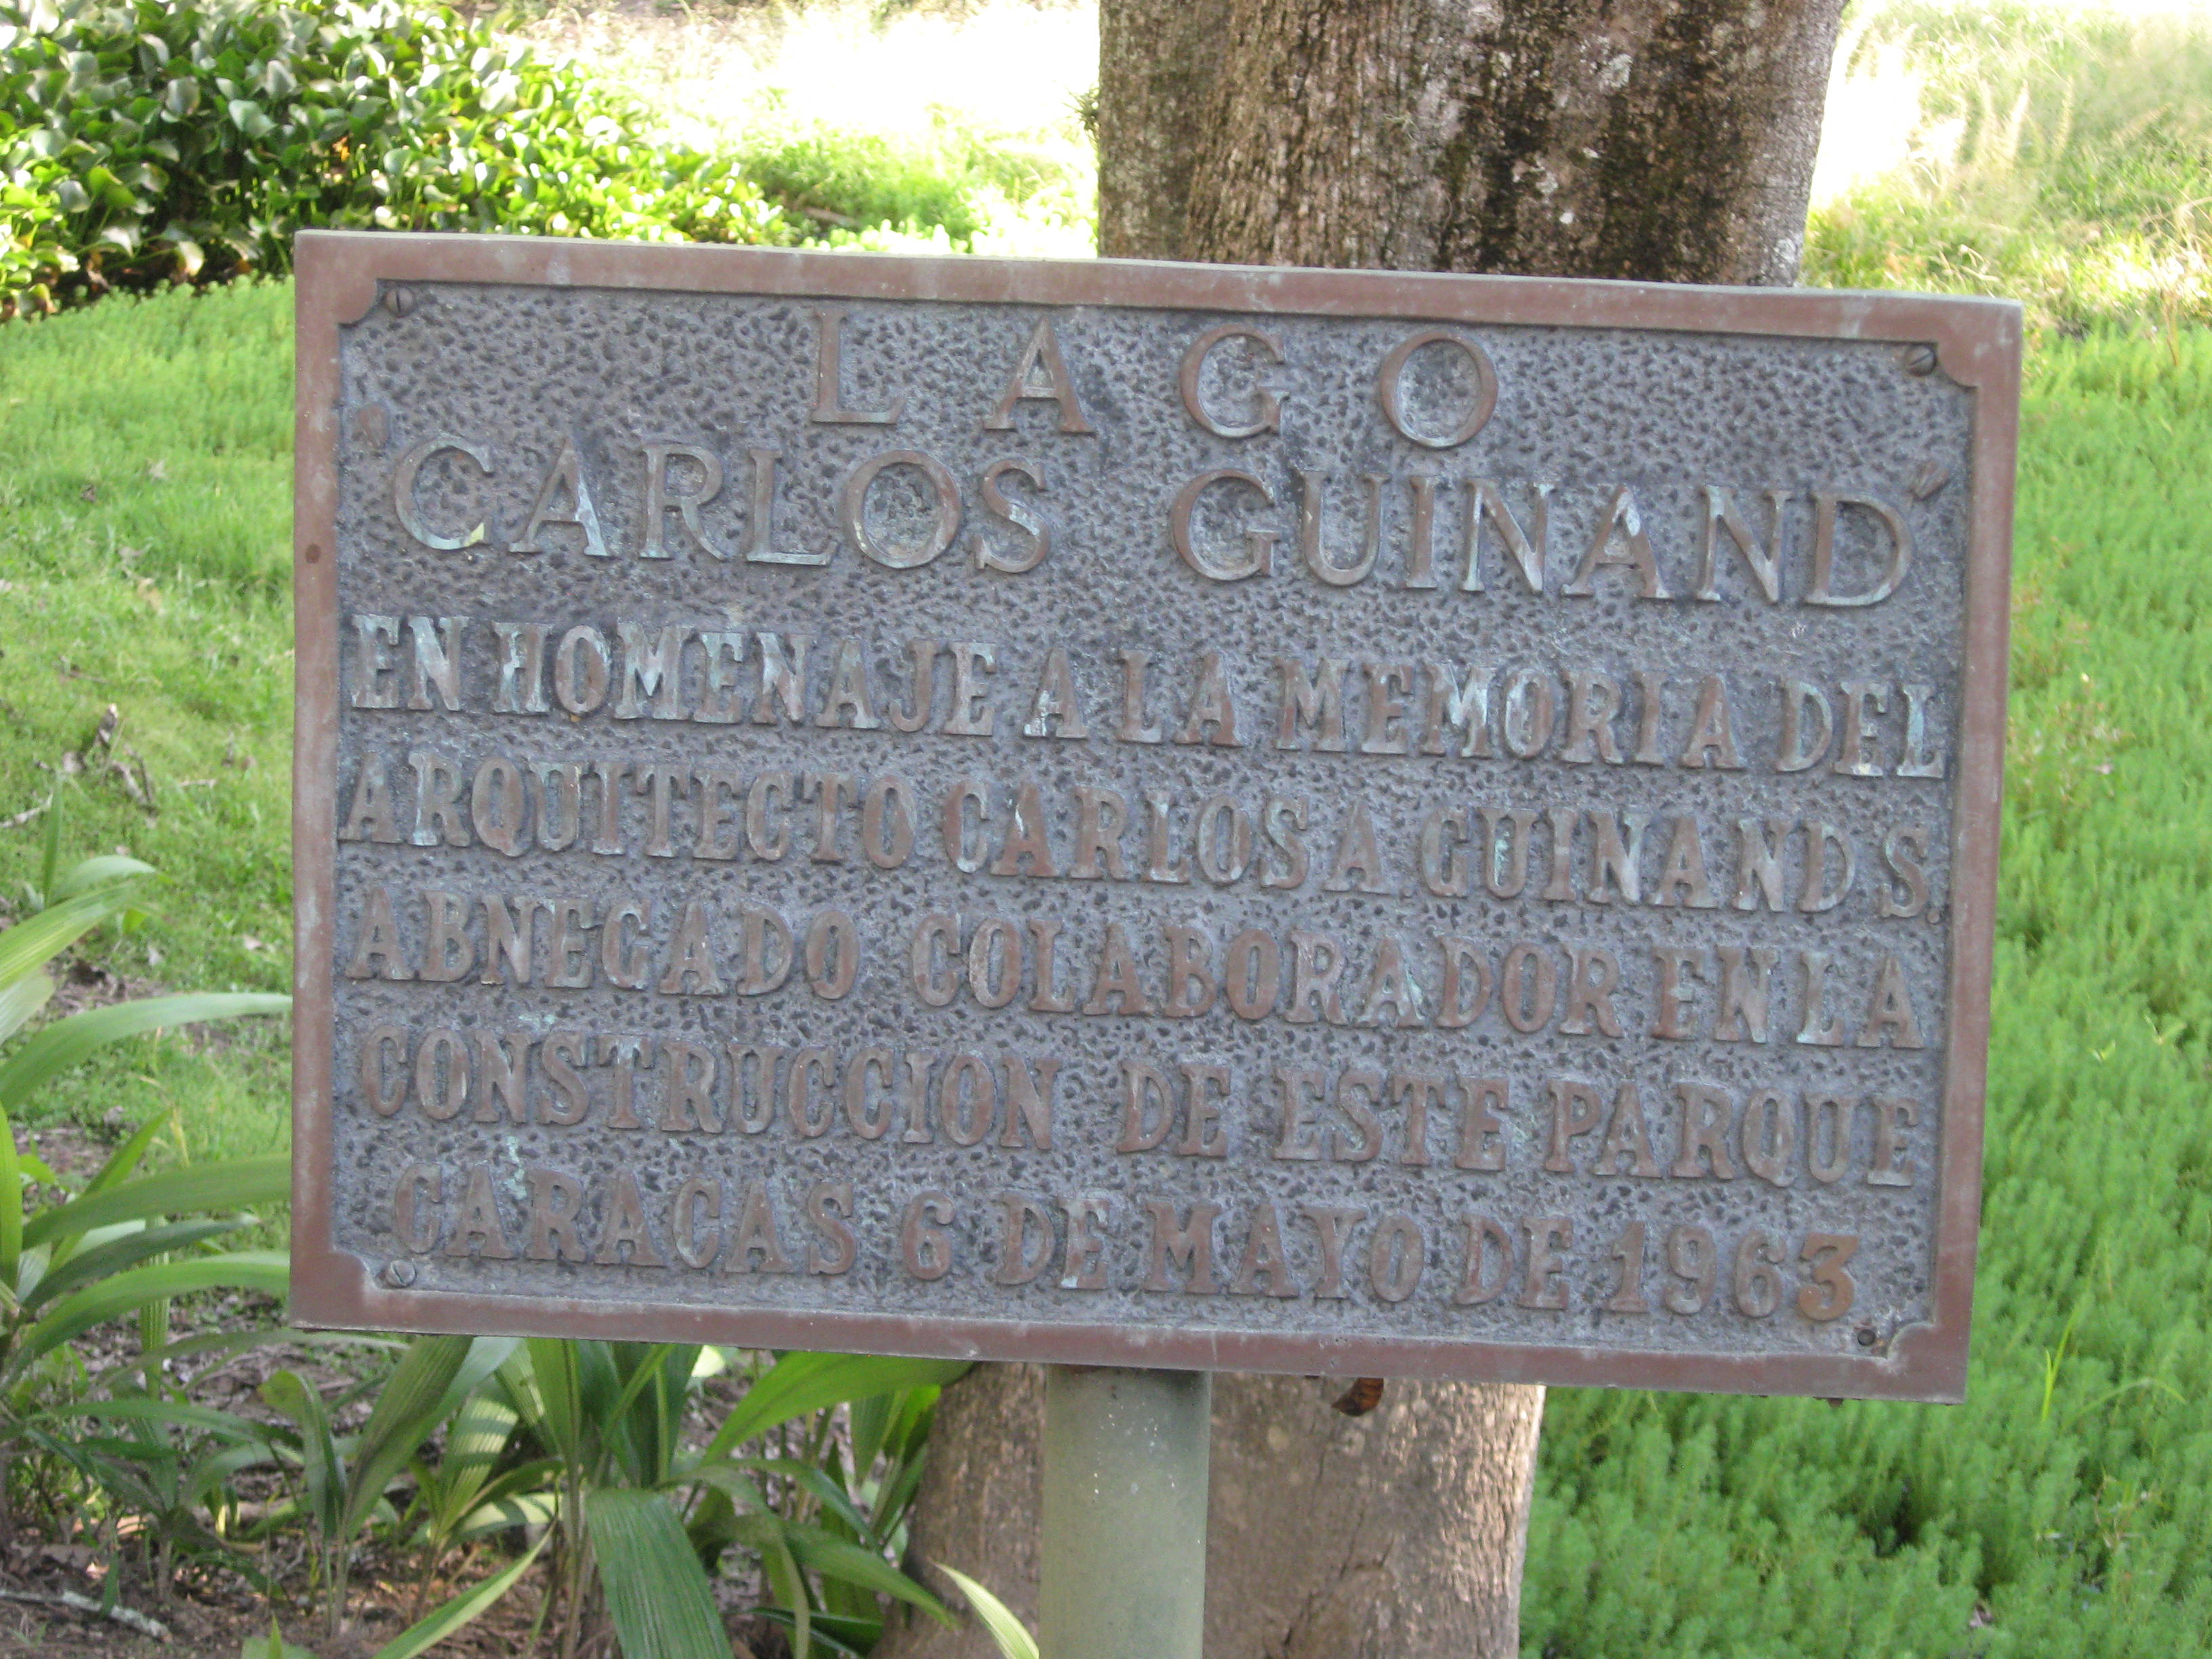 LAGO
"CARLOS GUINAND"
EN HOMENAJE A LA MEMORIA DEL
ARQUITECTO CARLOS A. GUINAND S.
ABNEGADO COLABORADOR EN LA
CONSTRUCCION DE ESTE PARQUE
CARACAS 6 DE MAYO DE 1963